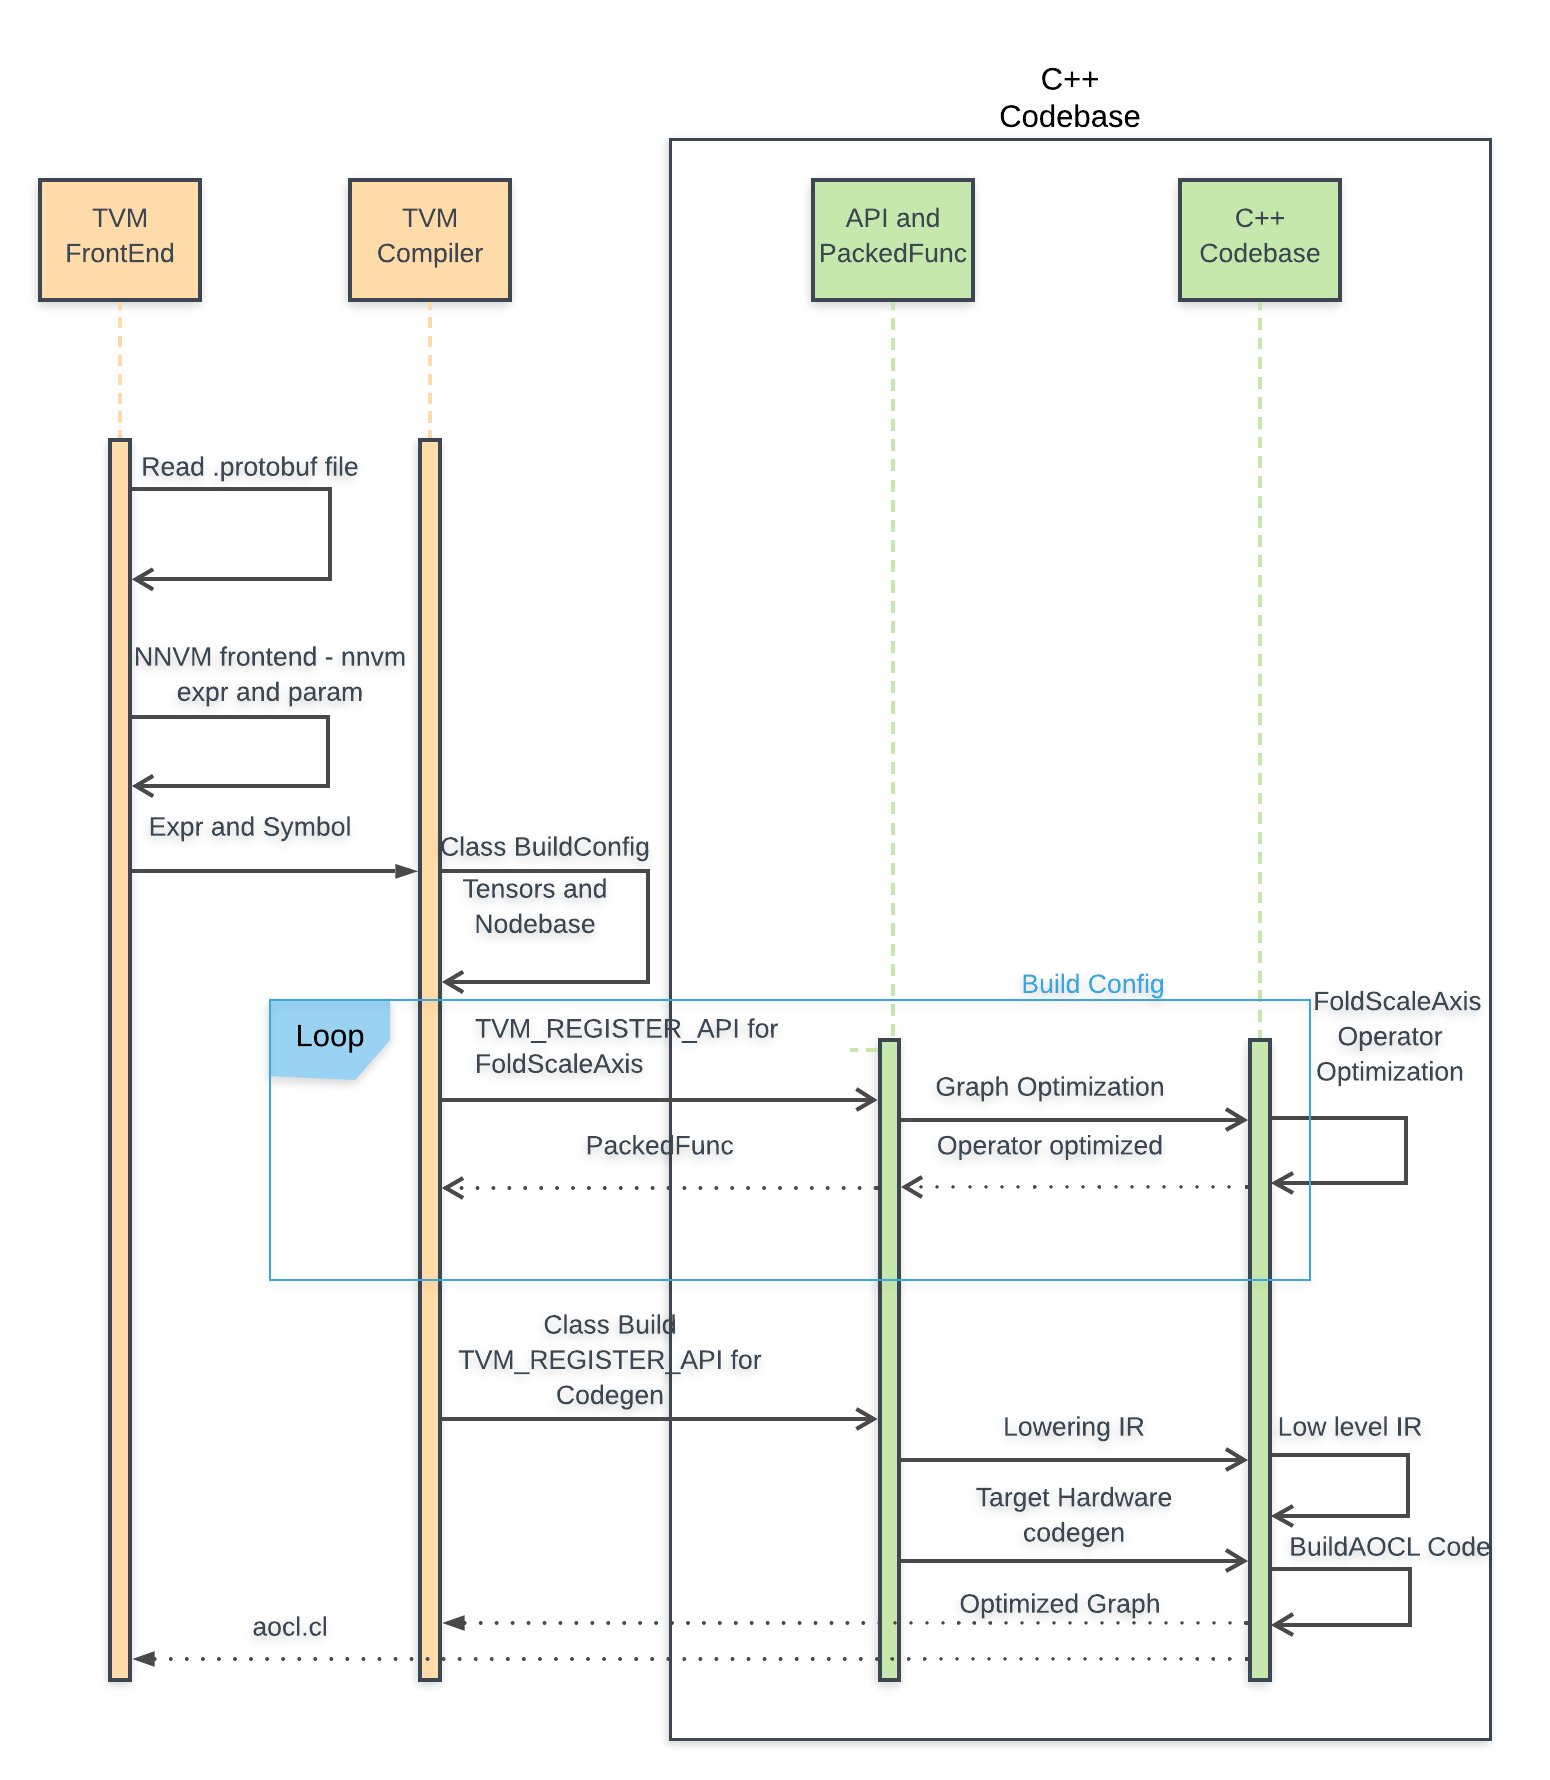 C++
Codebase
TVM
FrontEnd
TVM
Compiler
API and
PackedFunc
C++
Codebase
Read .protobuf file
NNVM frontend - nnvm
expr and param
Expr and Symbol
Class BuildConfig
Tensors and
Nodebase
Build Config
Loop
TVM_REGISTER_API for
FoldScaleAxis
FoldScaleAxis
Operator
Optimization
Graph Optimization
PackedFunc
Operator optimized
Class Build
TVM_REGISTER_API for
Codegen
Lowering IR
Low level IR
Target Hardware
codegen
BuildAOCL Code
Optimized Graph
aocl.cl